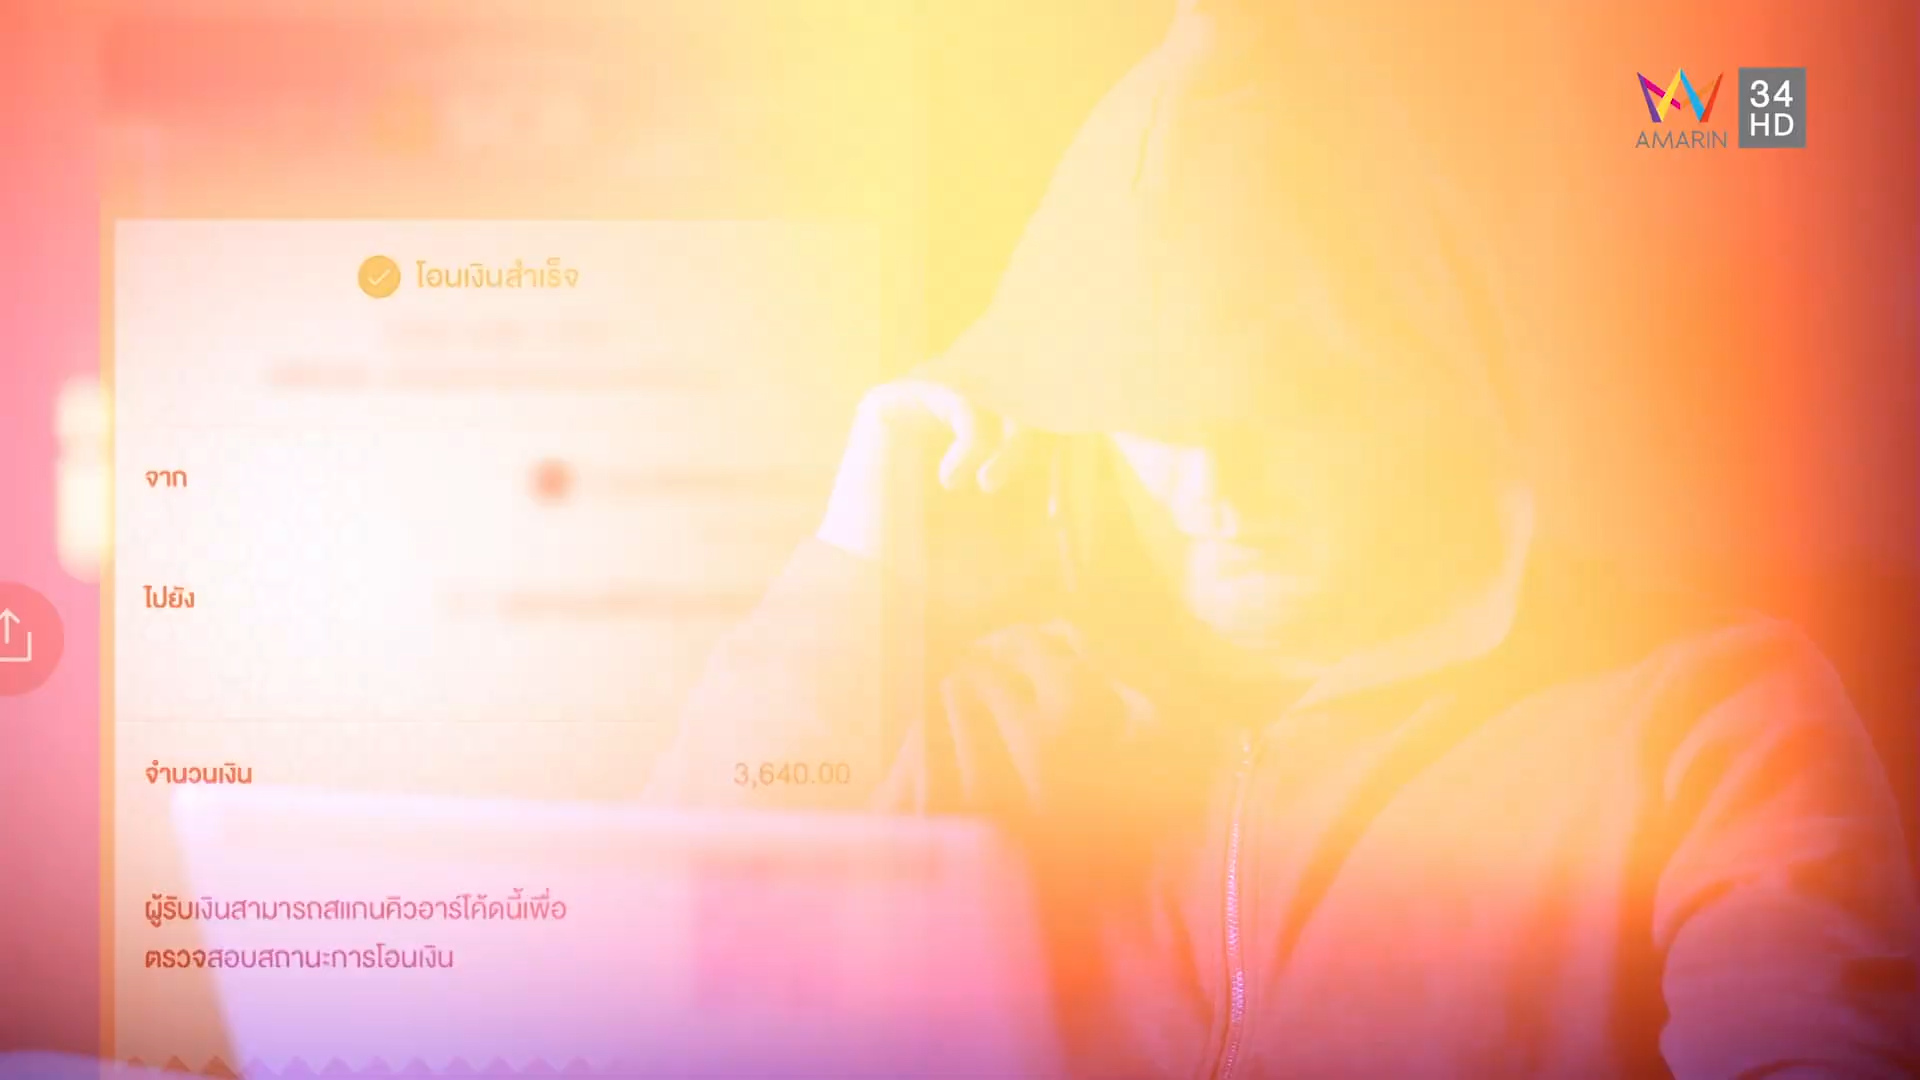 AMARIN
34
HD
โอนเงินสำเร็จ
จาก
ไปยัง
จำนวนเงิน 3,640.00
ผู้รับเงินสามารถสแกนคิวอาร์โค้ดนี้เพื่อ
ตรวจสอบสถานะการโอนเงิน